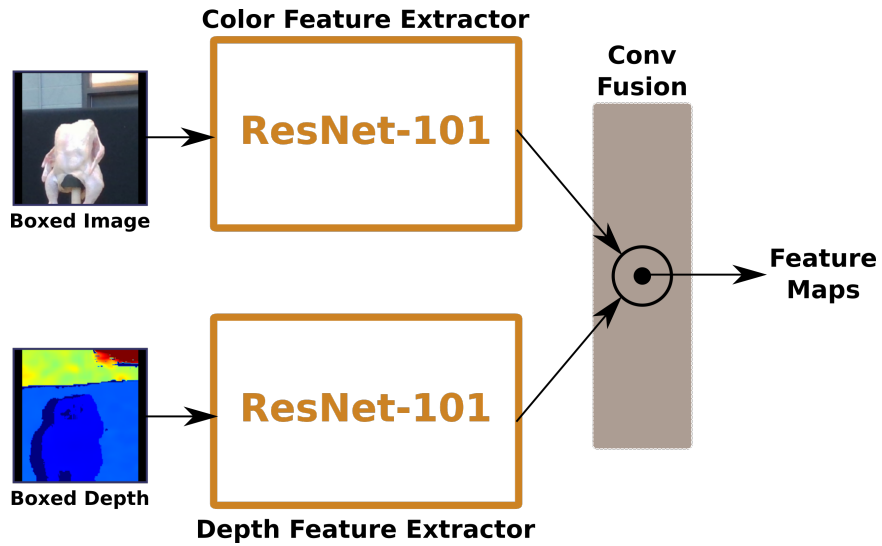 Color Feature Extractor
ResNet-101
Boxed Image
Conv
Fusion
Feature
Maps
ResNet-101
Boxed Depth
Depth Feature Extractor